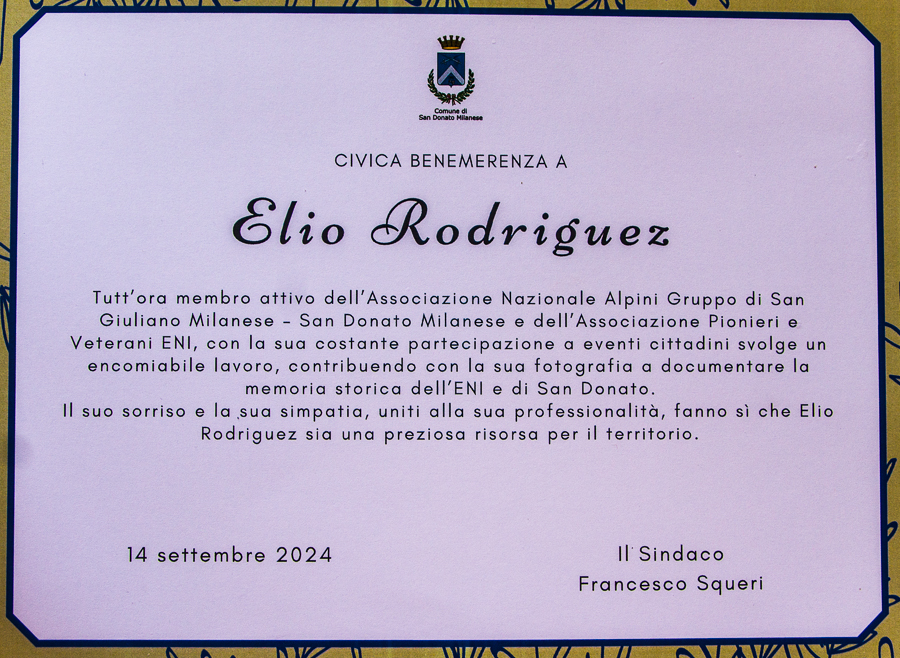 Comune di
San Donato Milanese
CIVICA BENEMERENZA A
Elio Rodriguez
Tutt'ora membro attivo dell'Associazione Nazionale Alpini Gruppo di San
Giuliano Milanese - San Donato Milanese e dell'Associazione Pionieri e
Veterani ENI, con la sua costante partecipazione a eventi cittadini svolge un
encomiabile lavoro, contribuendo con la sua fotografia a documentare la
memoria storica dell'ENI e di San Donato.
Il suo sorriso e la sua simpatia, uniti alla sua professionalità, fanno sì che Elio
Rodriguez sia una preziosa risorsa per il territorio.
14 settembre 2024
Il Sindaco
Francesco Squeri